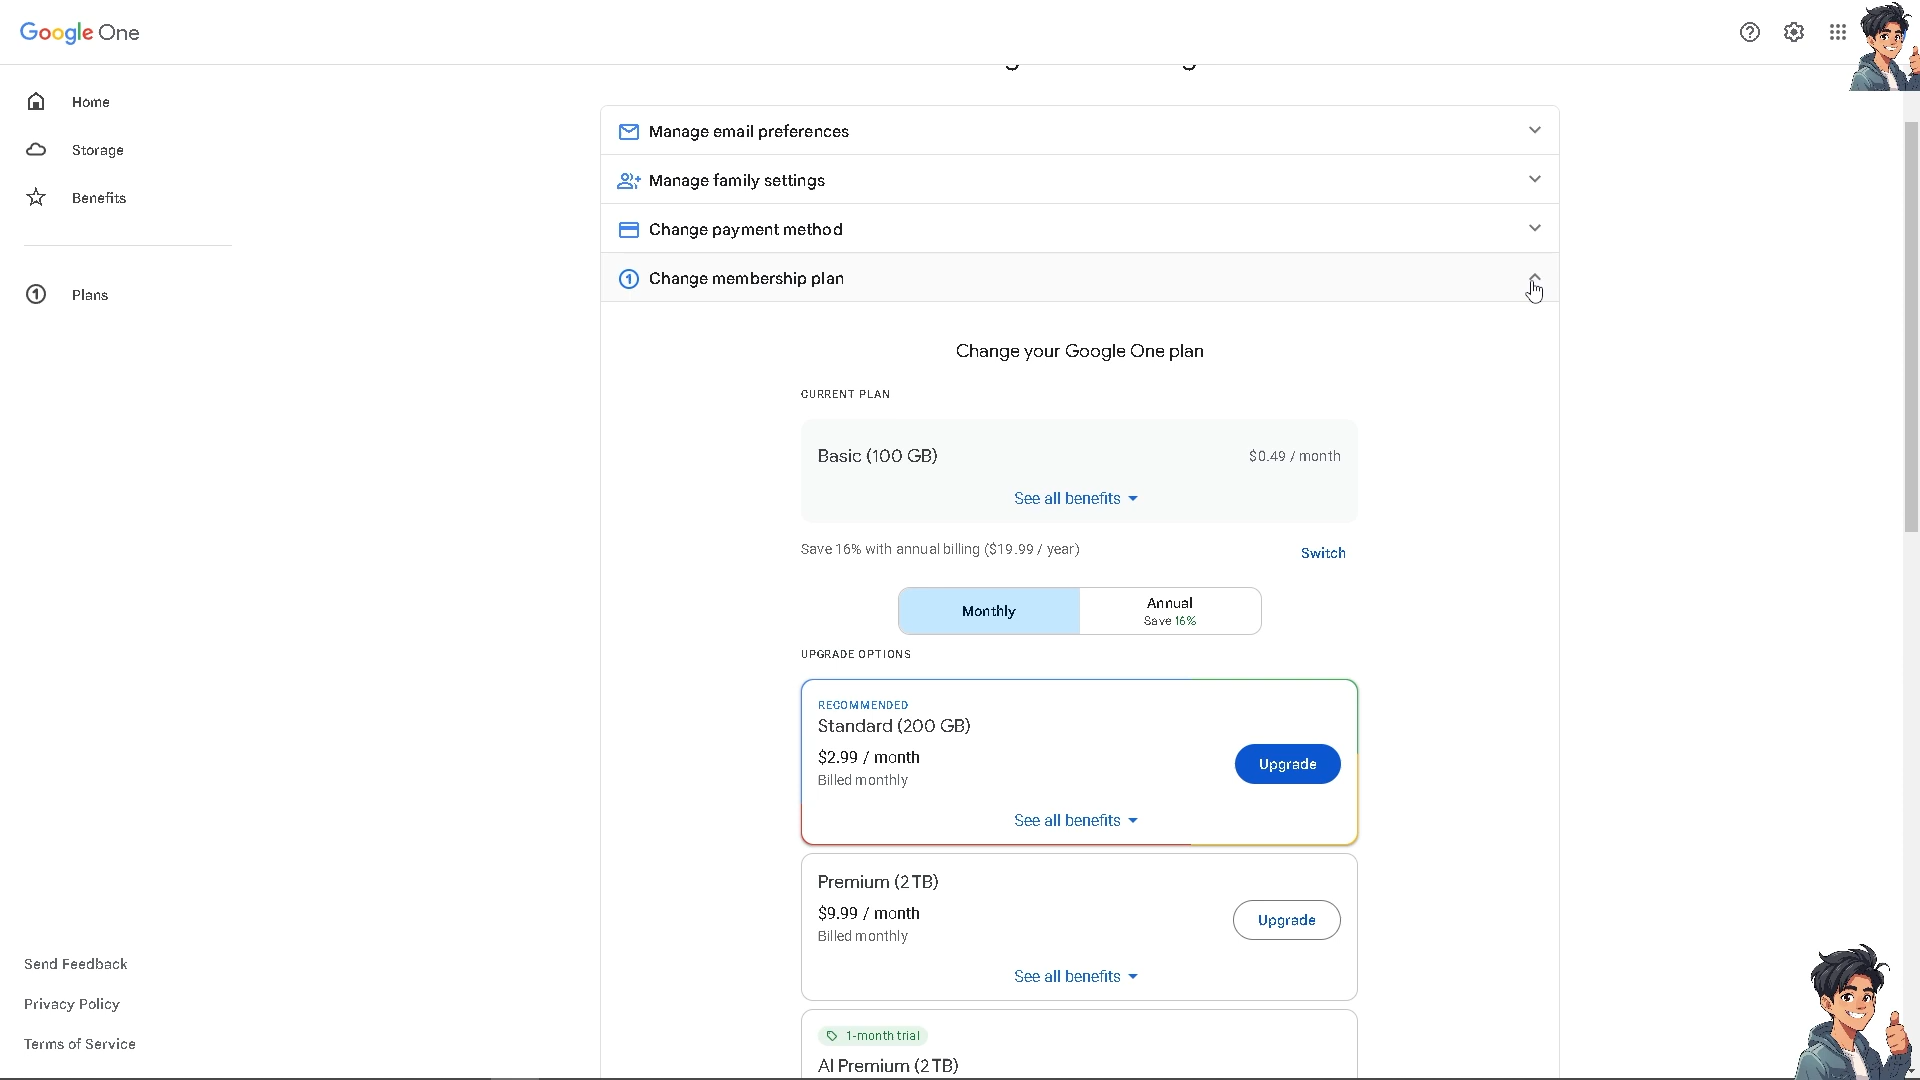 Google One
Home
Storage
Benefits
Plans
Manage email preferences
Manage family settings
Change payment method
Change membership plan
Change your Google One plan
CURRENT PLAN
Basic (100 GB)
$0.49 / month
See all benefits
Save 16% with annual billing ($19.99 / year)
Switch
Monthly
Annual
Save 16%
UPGRADE OPTIONS
RECOMMENDED
Standard (200 GB)
$2.99 / month
Billed monthly
Upgrade
See all benefits
Premium (2 TB)
$9.99 / month
Billed monthly
Upgrade
See all benefits
1-month trial
AI Premium (2 TB)
Send Feedback
Privacy Policy
Terms of Service